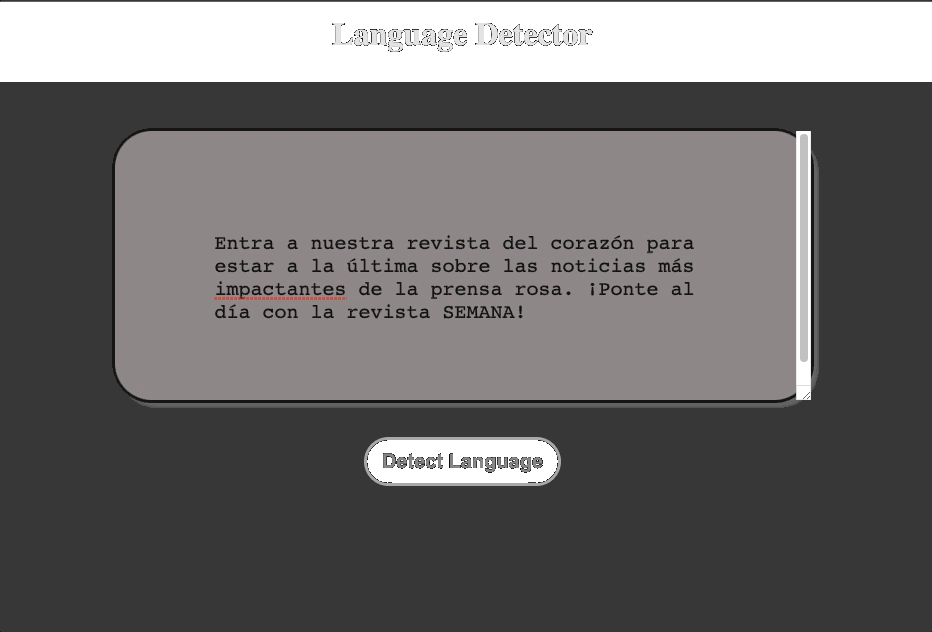 Language Detector
Entra a nuestra revista del corazón para
estar a la última sobre las noticias más
impactantes de la prensa rosa. ¡Ponte al
día con la revista SEMANA!
Detect Language